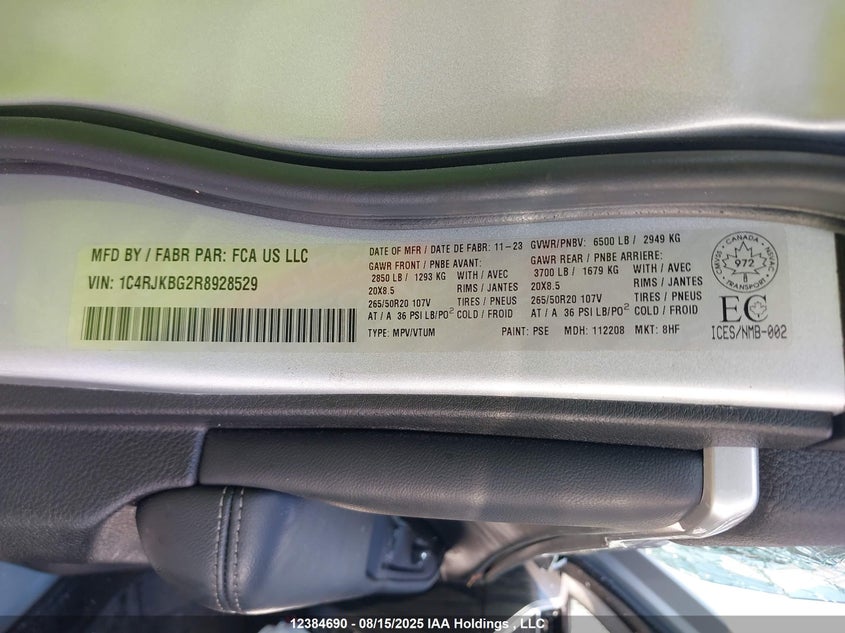 MFD BY / FABR PAR: FCA US LLC
VIN: 1C4RJKBG2R8928529
DATE OF MFR / DATE DE FABR: 11-23 GVWR/PNBV: 6500 LB / 2949 KG
GAWR FRONT / PNBE AVANT:
2850 LB / 1293 KG WITH / AVEC
20X8.5 RIMS / JANTES
265/50R20 107V TIRES / PNEUS
AT / A 36 PSI LB/PO² COLD / FROID
GAWR REAR / PNBE ARRIERE:
3700 LB / 1679 KG WITH / AVEC
20X8.5 RIMS / JANTES
265/50R20 107V TIRES / PNEUS
AT / A 36 PSI LB/PO² COLD / FROID
TYPE: MPV/VTUM PAINT: PSE MDH: 112208 MKT: 8HF
CANADA
CMVSS NSVAC
972
TRANSPORT
EC
ICES/NMB-002
12384690 - 08/15/2025 IAA Holdings , LLC